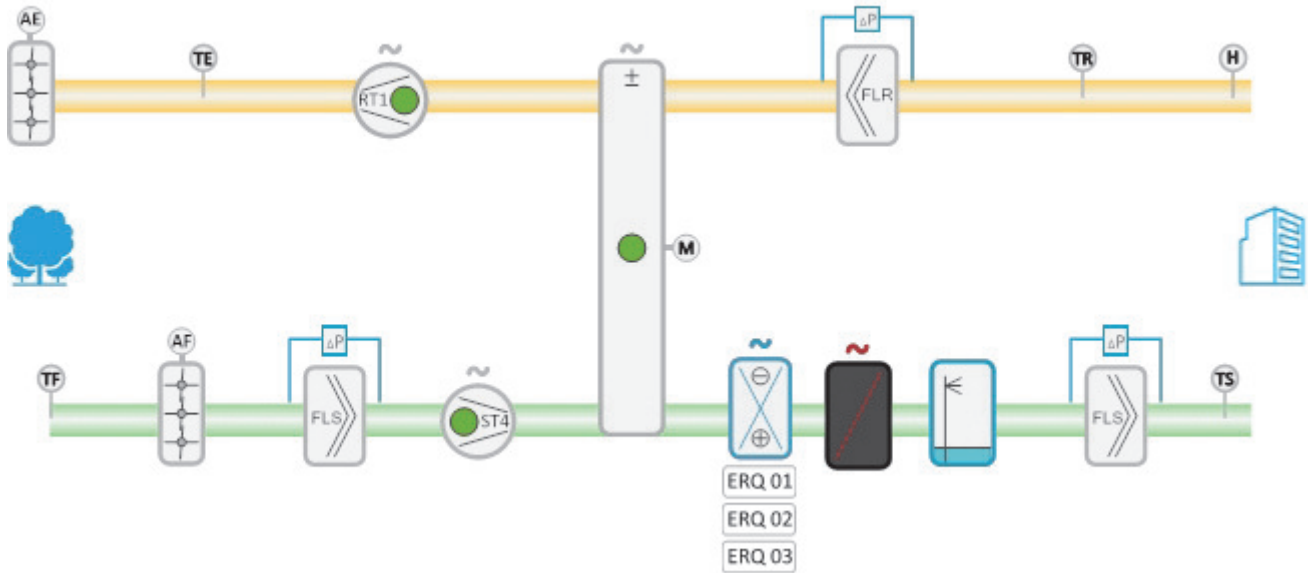 AE
TE
RT1
±
ΔP
FLR
TR
H
M
TF
AF
ΔP
FLS
ST4
ERQ 01
ERQ 02
ERQ 03
ΔP
FLS
TS